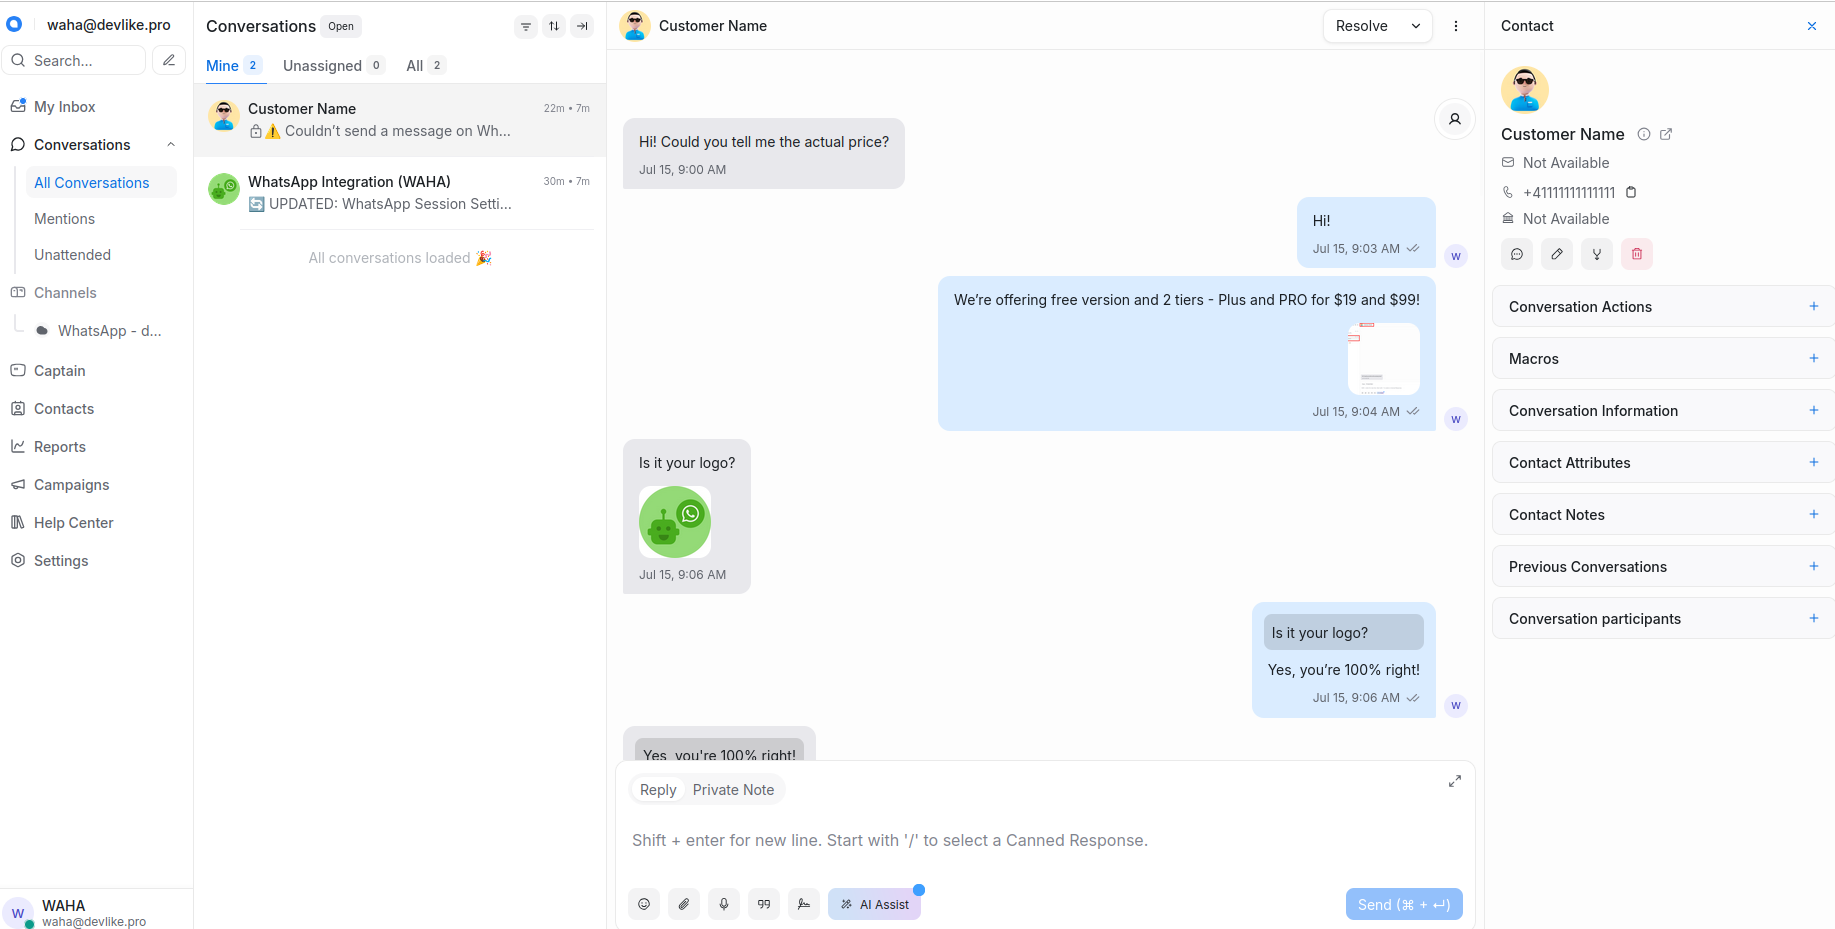 waha@devlike.pro
Search...
My Inbox
Conversations
All Conversations
Mentions
Unattended
Channels
WhatsApp - d...
Captain
Contacts
Reports
Campaigns
Help Center
Settings
W
WAHA
waha@devlike.pro
Conversations Open
Mine 2 Unassigned 0 All 2
Customer Name 22m • 7m
Couldn't send a message on Wh...
WhatsApp Integration (WAHA) 30m • 7m
UPDATED: WhatsApp Session Setti...
All conversations loaded
Customer Name
Resolve
Hi! Could you tell me the actual price?
Jul 15, 9:00 AM
Hi!
Jul 15, 9:03 AM
W
We’re offering free version and 2 tiers - Plus and PRO for $19 and $99!
Jul 15, 9:04 AM
W
Is it your logo?
Jul 15, 9:06 AM
Is it your logo?
Yes, you’re 100% right!
Jul 15, 9:06 AM
W
Yes, you're 100% right!
Reply Private Note
Shift + enter for new line. Start with '/' to select a Canned Response.
AI Assist
Send (⌘ + ↵)
Contact
Customer Name
Not Available
+41111111111111
Not Available
Conversation Actions
Macros
Conversation Information
Contact Attributes
Contact Notes
Previous Conversations
Conversation participants